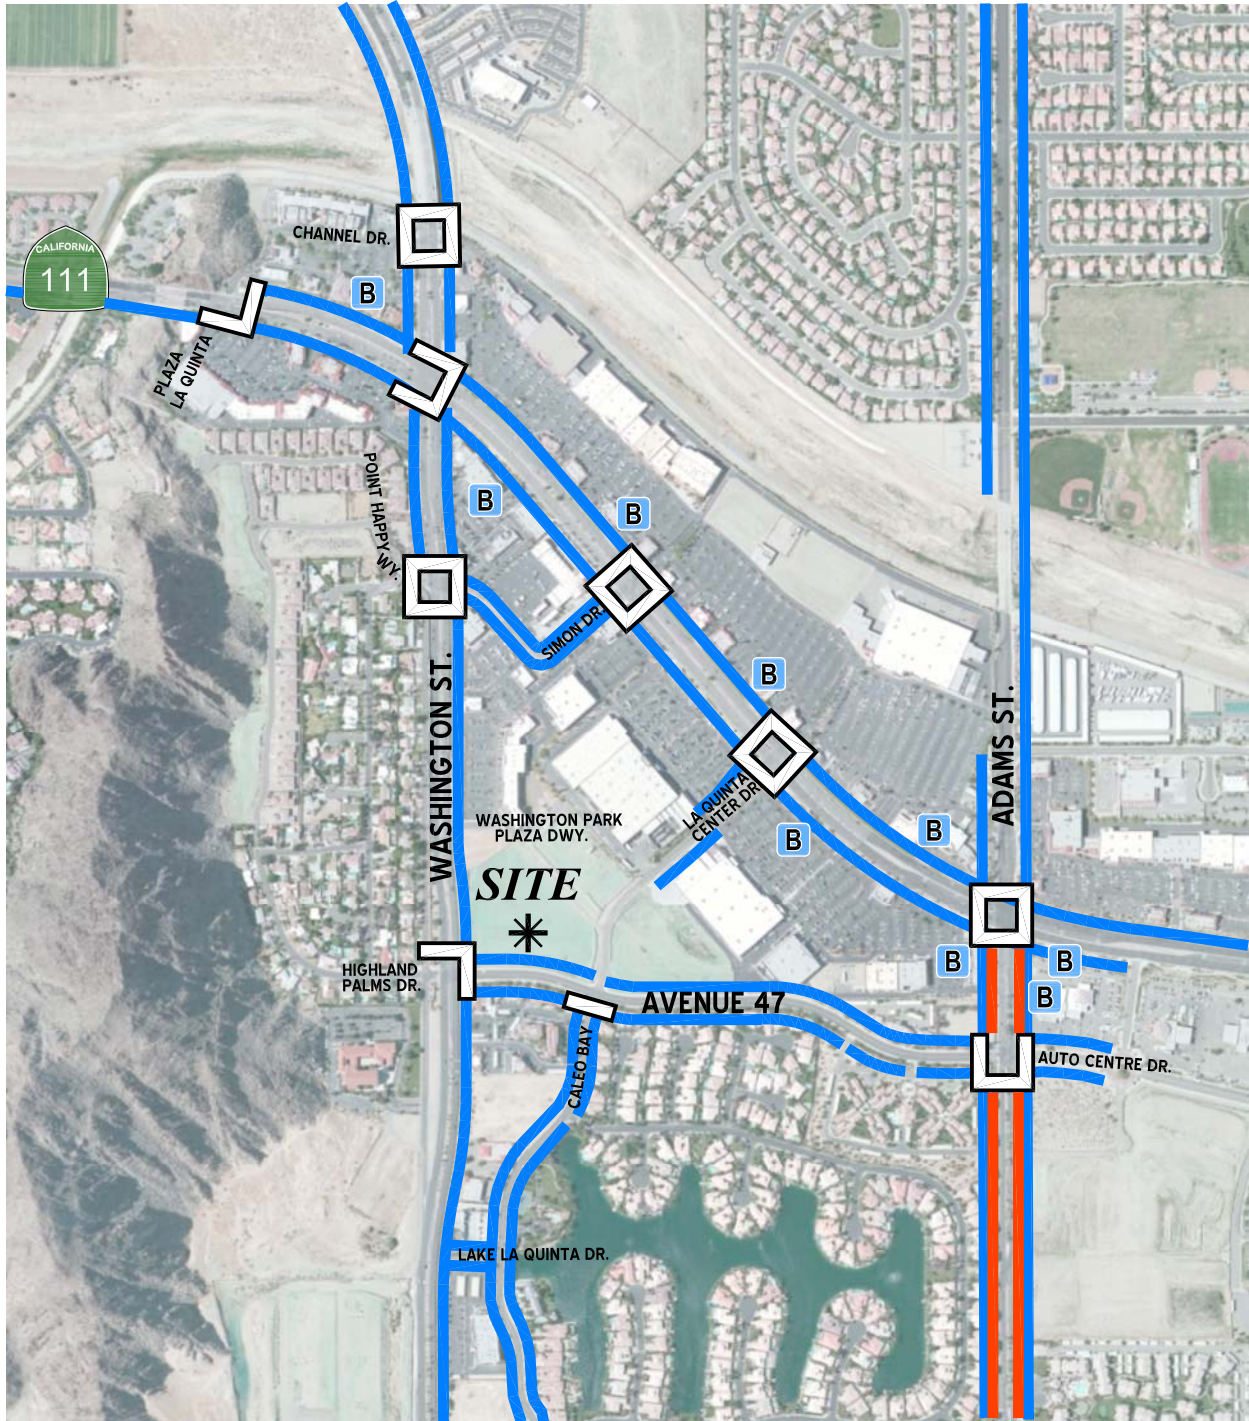 CHANNEL DR.
CALIFORNIA
111
B
PLAZA
LA QUINTA
POINT HAPPY WY.
B
B
SIMON DR.
WASHINGTON ST.
B
ADAMS ST.
LA QUINTA
CENTER DR.
WASHINGTON PARK
PLAZA DWY.
B
B
SITE
HIGHLAND
PALMS DR.
B
B
B
AVENUE 47
CALEO BAY
AUTO CENTRE DR.
LAKE LA QUINTA DR.